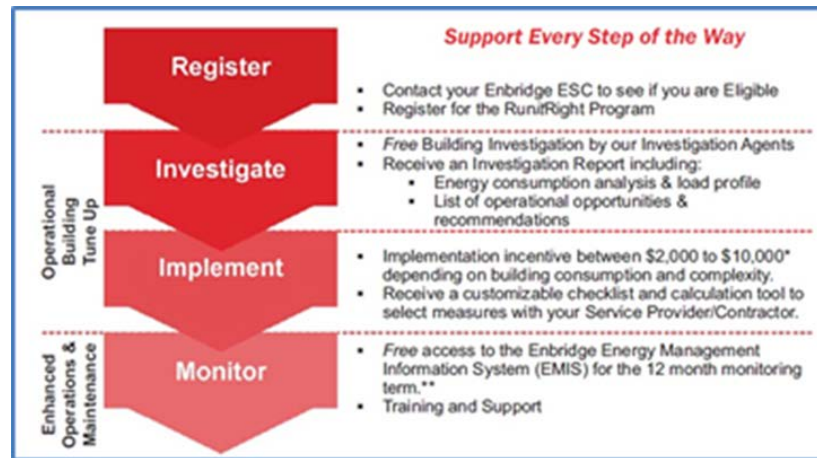 Support Every Step of the Way
Register
▪ Contact your Enbridge ESC to see if you are Eligible
▪ Register for the RunitRight Program
Operational
Building
Tune Up
Investigate
▪ Free Building Investigation by our Investigation Agents
▪ Receive an Investigation Report including:
▪ Energy consumption analysis & load profile
▪ List of operational opportunities &
recommendations
Implement
▪ Implementation incentive between $2,000 to $10,000*
depending on building consumption and complexity.
▪ Receive a customizable checklist and calculation tool to
select measures with your Service Provider/Contractor.
Enhanced
Operations &
Maintenance
Monitor
▪ Free access to the Enbridge Energy Management
Information System (EMIS) for the 12 month monitoring
term.**
▪ Training and Support